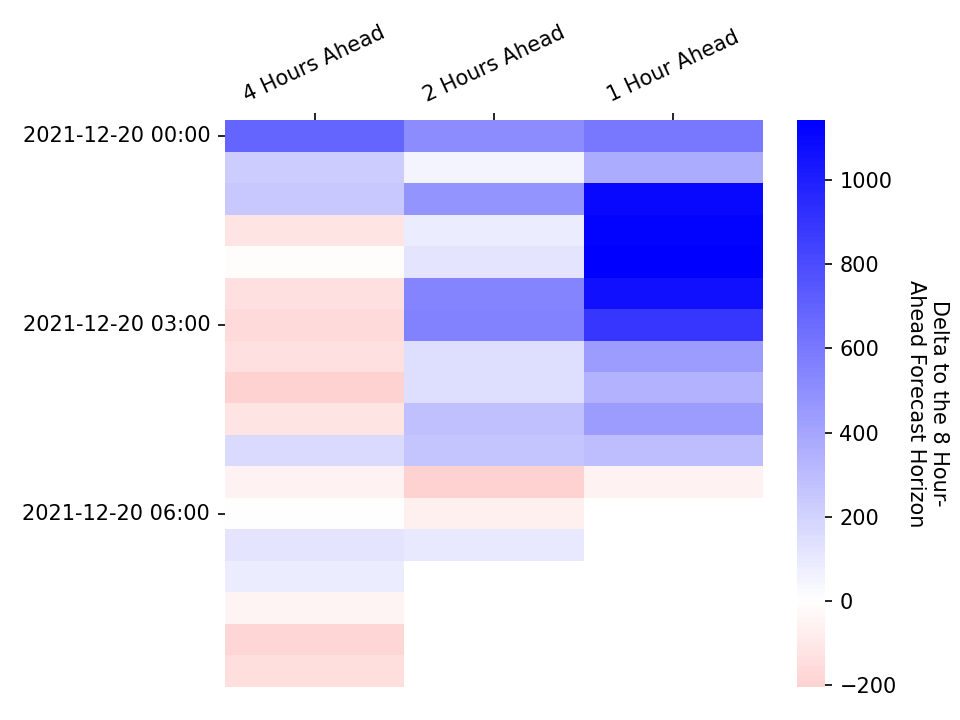 4 Hours Ahead
2 Hours Ahead
1 Hour Ahead
2021-12-20 00:00
2021-12-20 03:00
2021-12-20 06:00
1000
800
600
400
200
0
−200
Delta to the 8 Hour-
Ahead Forecast Horizon